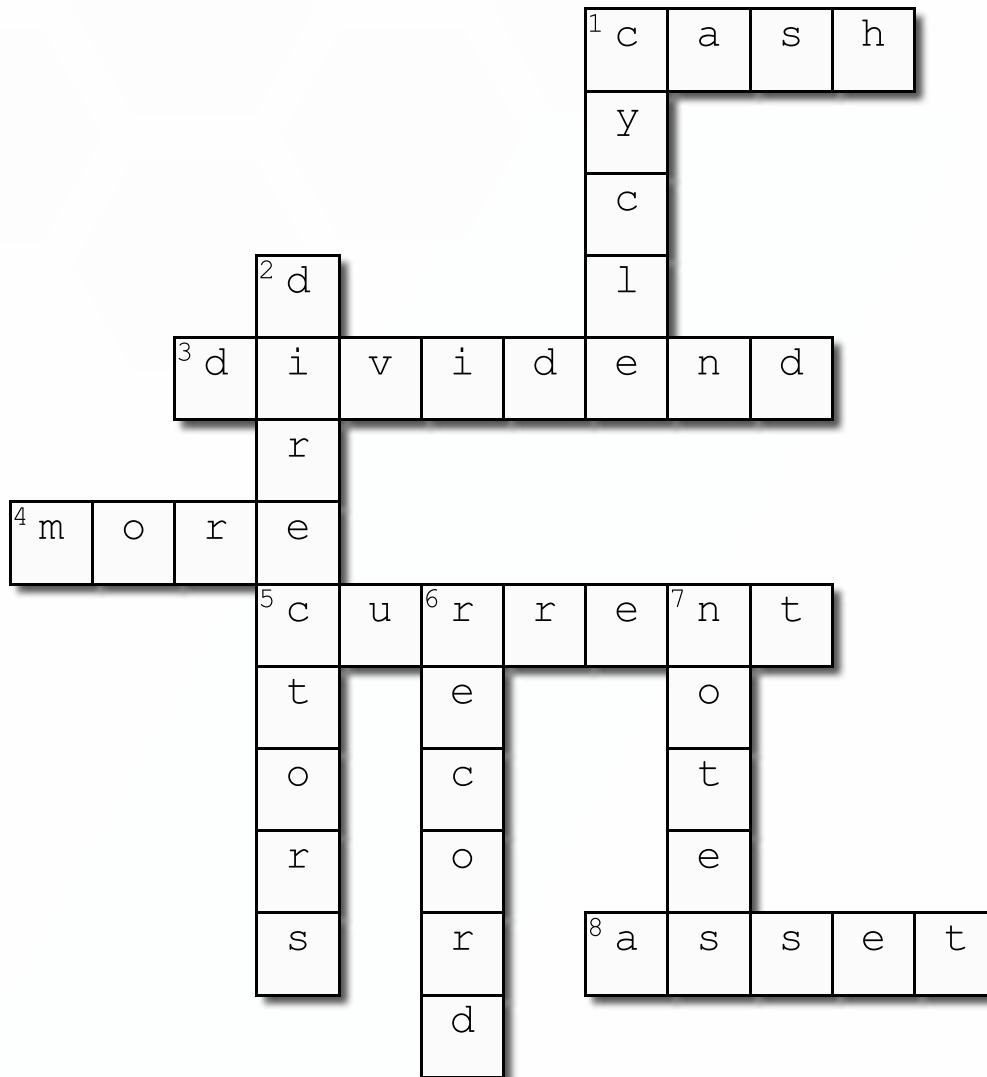 1 c a s h
y
c
2 d l
3 d i v i d e n d
r
4 m o r e
5 c u 6 r r e 7 n t
t e o
o c t
r o e
s r 8 a s s e t
d